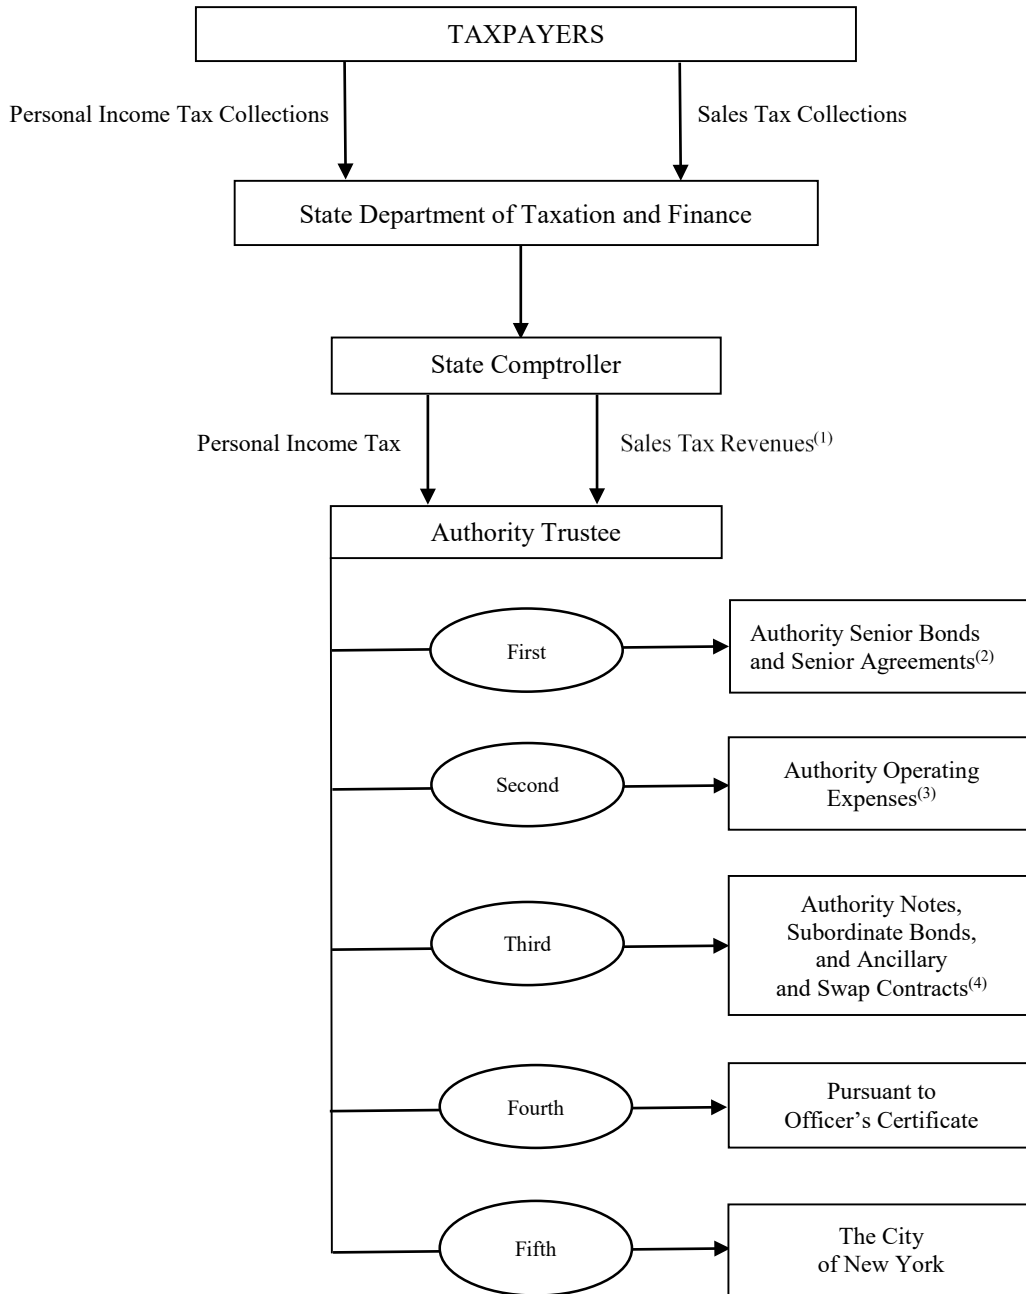 TAXPAYERS
Personal Income Tax Collections
Sales Tax Collections
State Department of Taxation and Finance
State Comptroller
Personal Income Tax
Sales Tax Revenues(1)
Authority Trustee
First
Authority Senior Bonds
and Senior Agreements(2)
Second
Authority Operating
Expenses(3)
Third
Authority Notes,
Subordinate Bonds,
and Ancillary
and Swap Contracts(4)
Fourth
Pursuant to
Officer’s Certificate
Fifth
The City
of New York